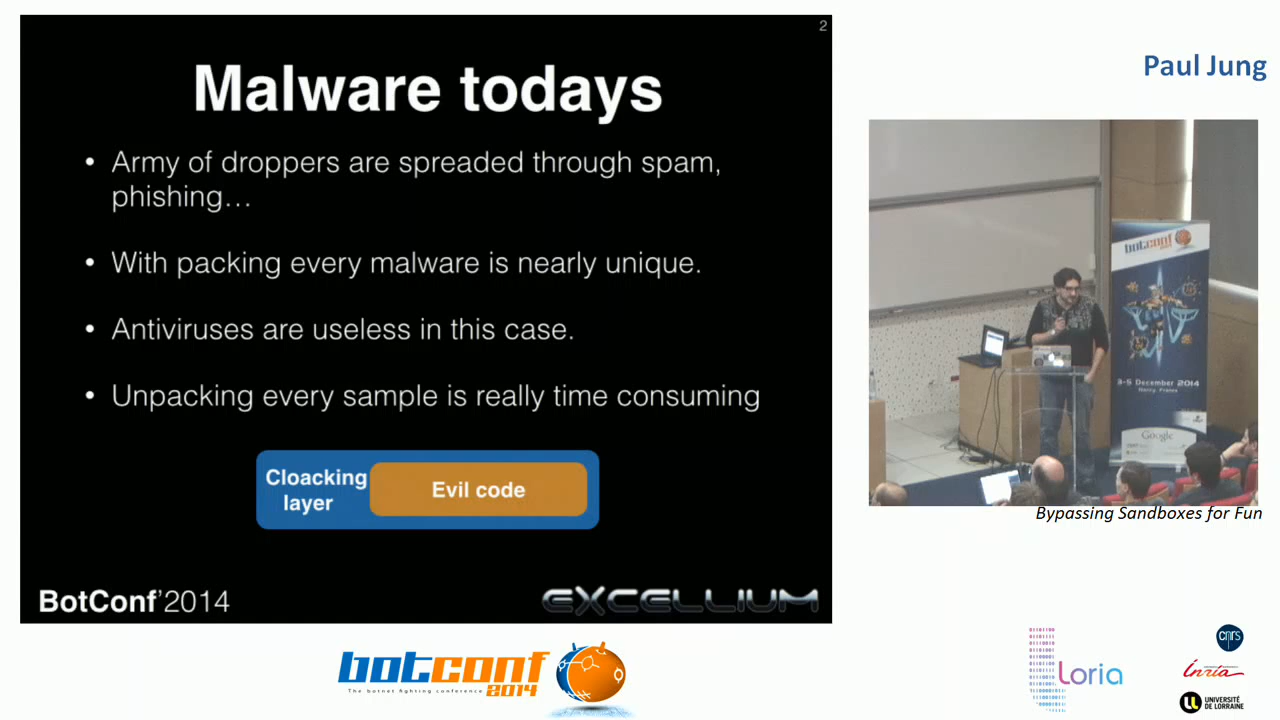 2
Malware todays
• Army of droppers are spreaded through spam,
phishing…
• With packing every malware is nearly unique.
• Antiviruses are useless in this case.
• Unpacking every sample is really time consuming
Cloacking
layer
Evil code
BotConf'2014
EXCELLIUM
Paul Jung
botconf
2014
3-5 December 2014
Nancy, France
Google
Bypassing Sandboxes for Fun
botconf
The botnet fighting conference
2014
Loria
cnrs
Inria
UNIVERSITÉ
DE LORRAINE